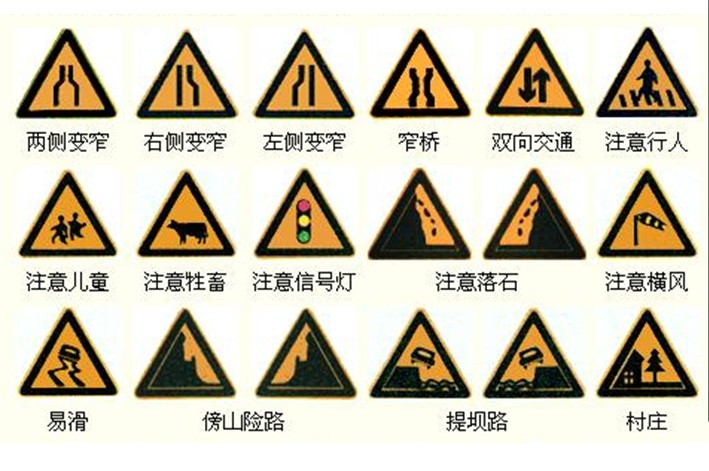 两侧变窄 右侧变窄 左侧变窄 窄桥 双向交通 注意行人
注意儿童 注意牲畜 注意信号灯 注意落石 注意横风
易滑 傍山险路 提坝路 村庄